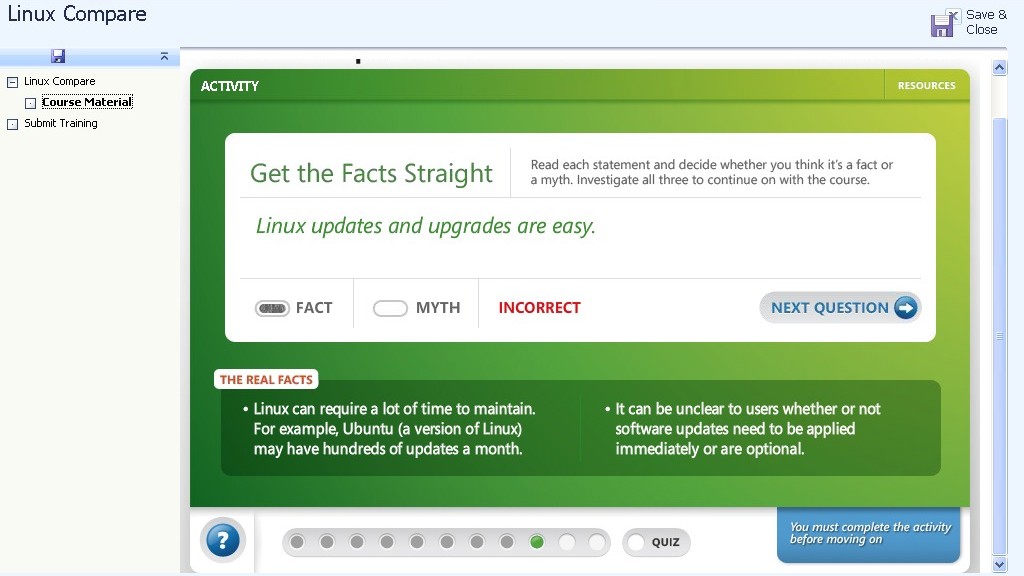 Linux Compare
Save &
Close
Linux Compare
Course Material
Submit Training
ACTIVITY
RESOURCES
Get the Facts Straight
Read each statement and decide whether you think it's a fact or
a myth. Investigate all three to continue on with the course.
Linux updates and upgrades are easy.
FACT
MYTH
INCORRECT
NEXT QUESTION
THE REAL FACTS
• Linux can require a lot of time to maintain.
For example, Ubuntu (a version of Linux)
may have hundreds of updates a month.
• It can be unclear to users whether or not
software updates need to be applied
immediately or are optional.
?
QUIZ
You must complete the activity
before moving on